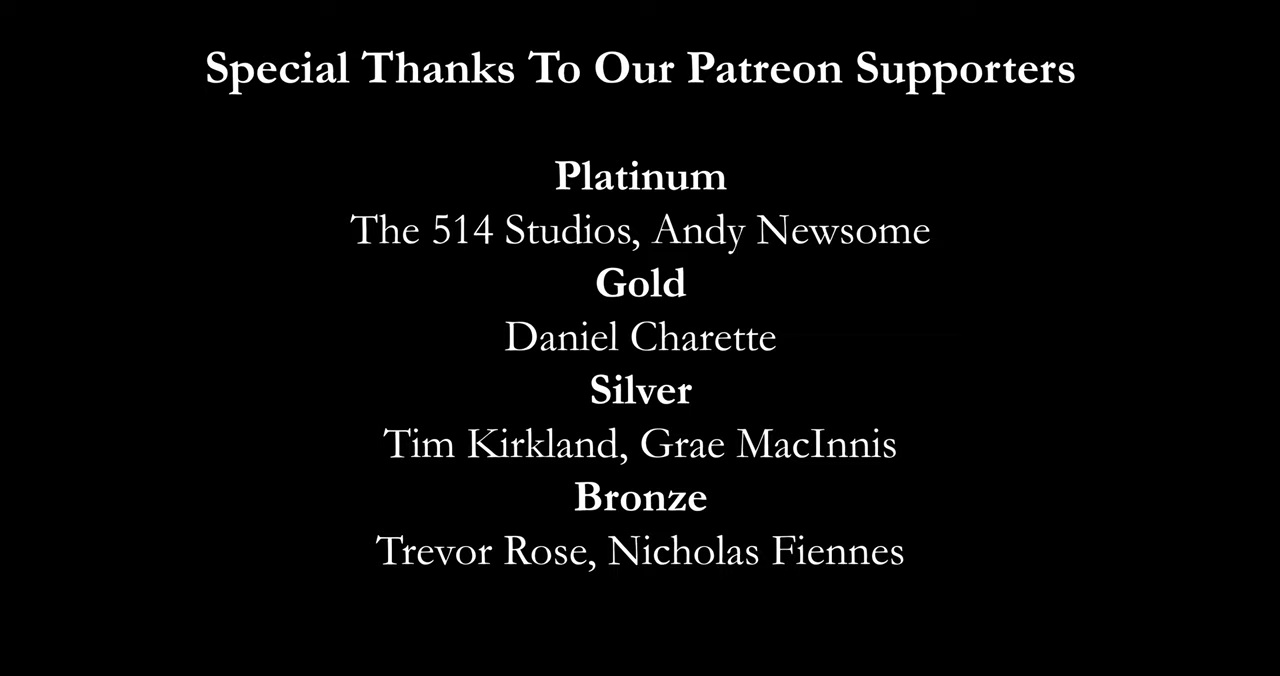 Special Thanks To Our Patreon Supporters
Platinum
The 514 Studios, Andy Newsome
Gold
Daniel Charette
Silver
Tim Kirkland, Grae MacInnis
Bronze
Trevor Rose, Nicholas Fiennes